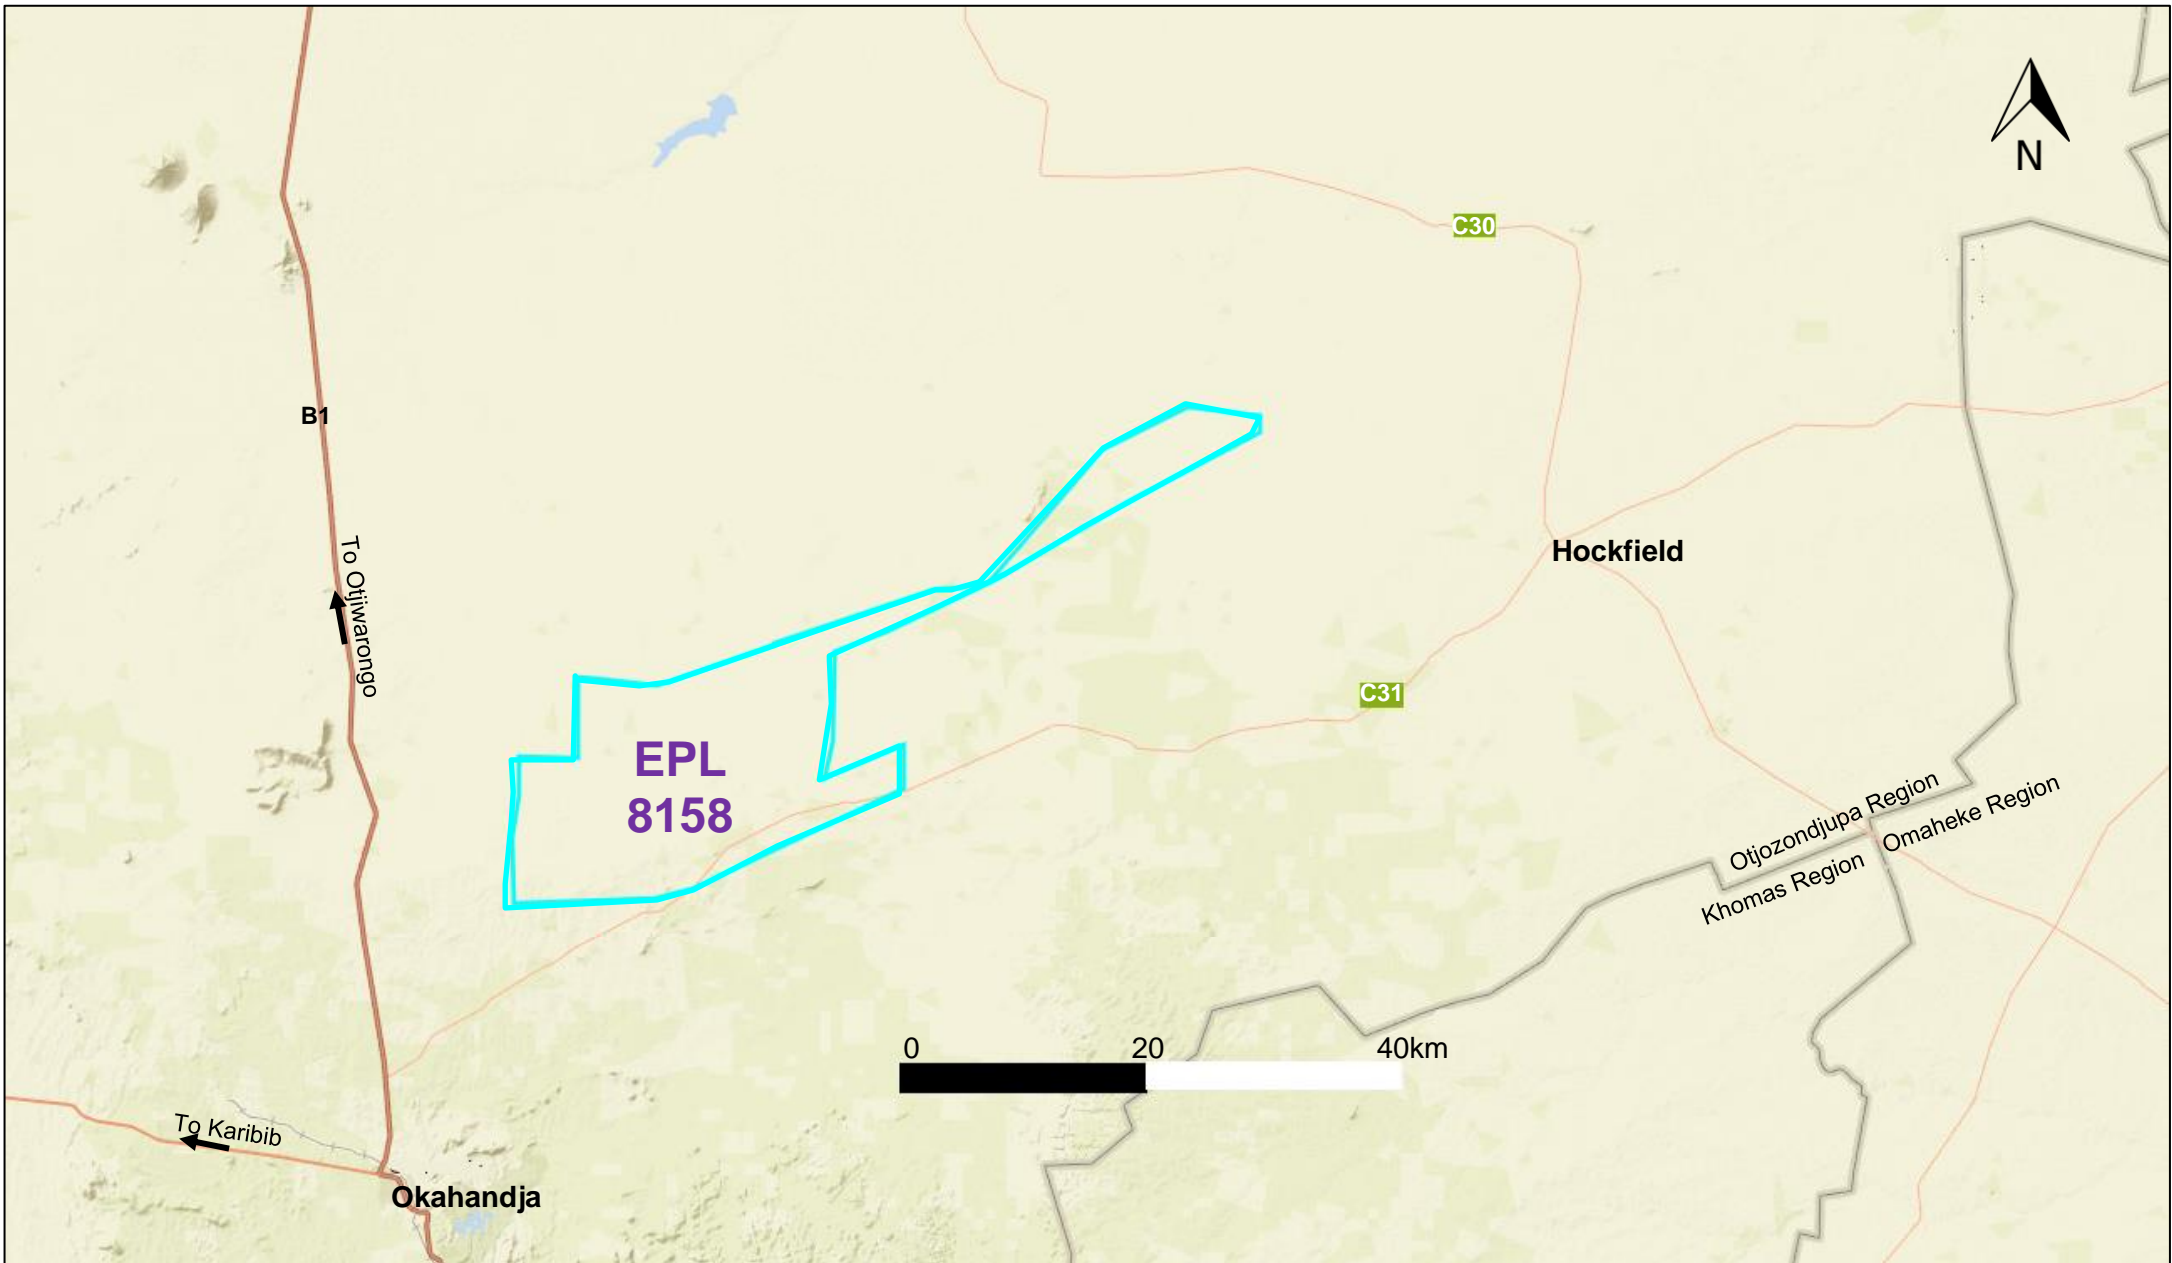 N
C30
B1
Hockfield
To Otjiwarongo
C31
EPL
8158
Otjozondjupa Region
Omaheke Region
Khomas Region
0 20 40km
To Karibib
Okahandja